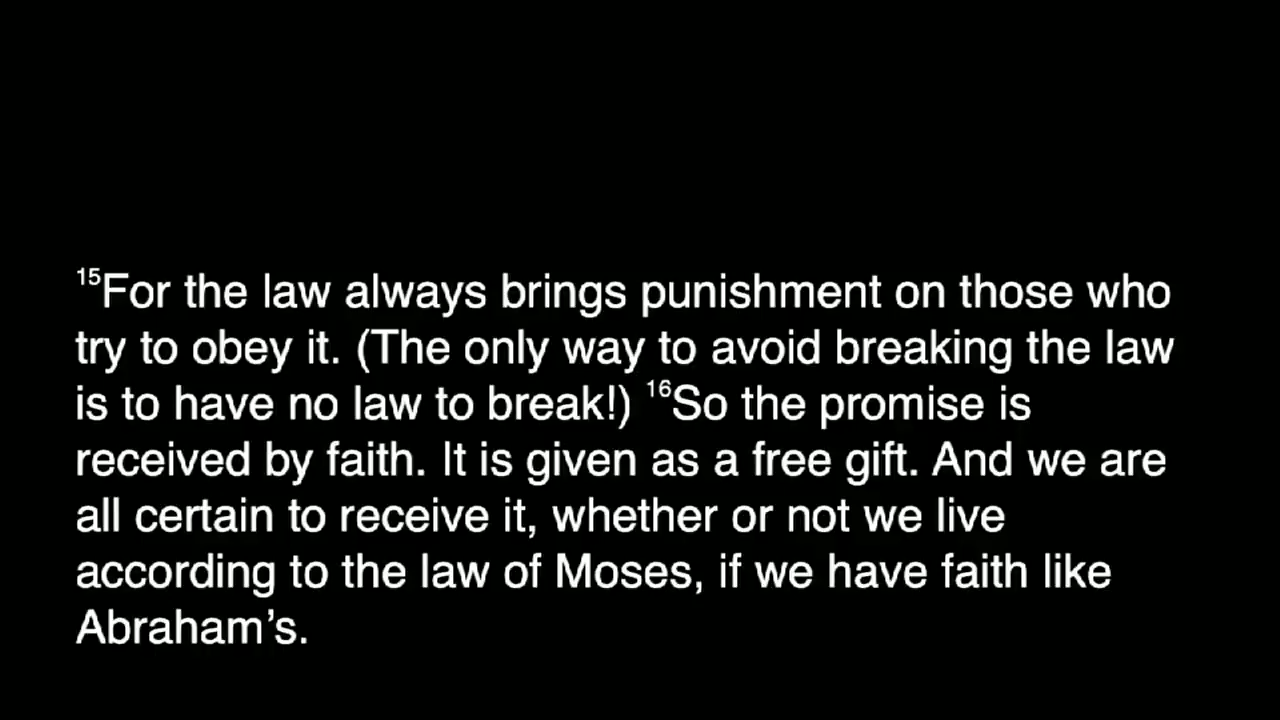 15For the law always brings punishment on those who
try to obey it. (The only way to avoid breaking the law
is to have no law to break!) 16So the promise is
received by faith. It is given as a free gift. And we are
all certain to receive it, whether or not we live
according to the law of Moses, if we have faith like
Abraham’s.